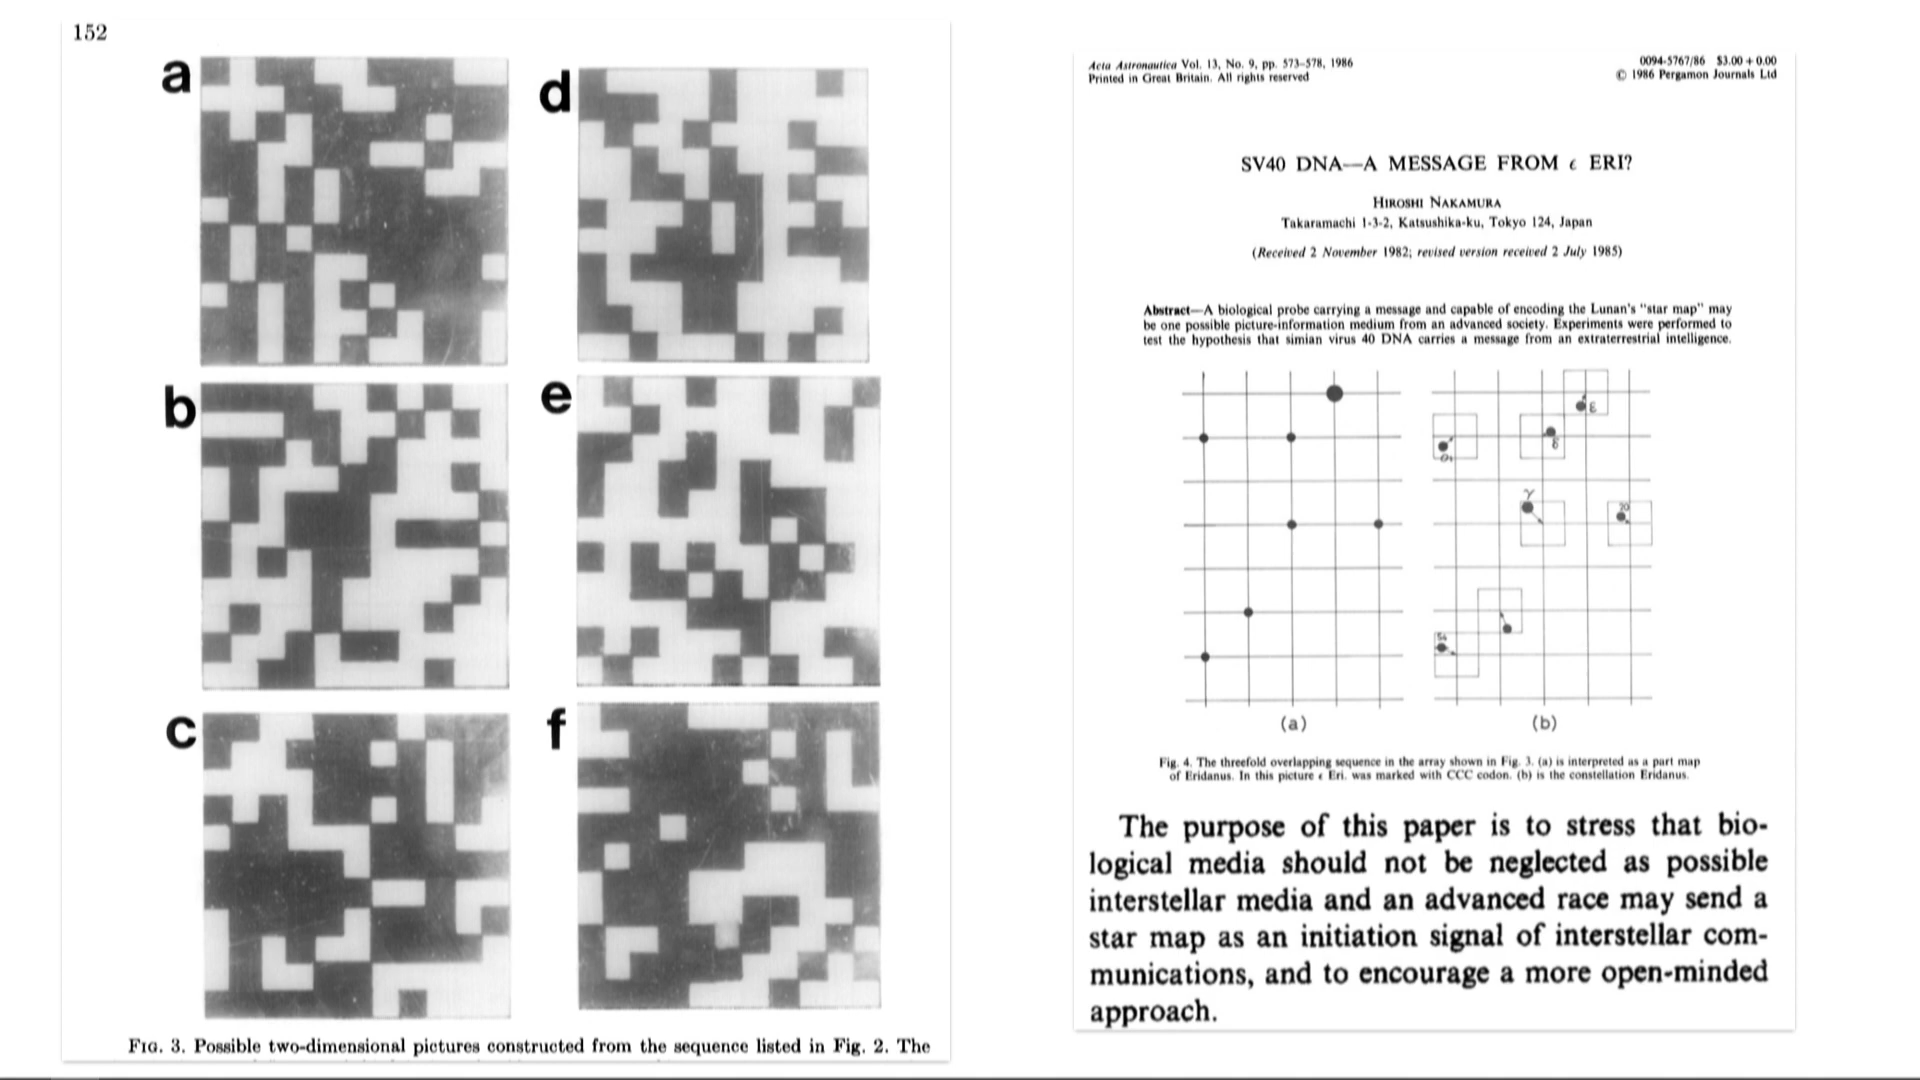 152
a
d
b
e
c
f
FIG. 3. Possible two-dimensional pictures constructed from the sequence listed in Fig. 2. The
Acta Astronautica Vol. 13, No. 9, pp. 573–578, 1986
Printed in Great Britain. All rights reserved
0094-5767/86 $3.00 + 0.00
© 1986 Pergamon Journals Ltd
SV40 DNA—A MESSAGE FROM ε ERI?
HIROSHI NAKAMURA
Takaramachi 1-3-2, Katsushika-ku, Tokyo 124, Japan
(Received 2 November 1982; revised version received 2 July 1985)
Abstract—A biological probe carrying a message and capable of encoding the Lunan's "star map" may
be one possible picture-information medium from an advanced society. Experiments were performed to
test the hypothesis that simian virus 40 DNA carries a message from an extraterrestrial intelligence.
ε
δ
γ
20
54
(a)
(b)
Fig. 4. The threefold overlapping sequence in the array shown in Fig. 3. (a) is interpreted as a part map
of Eridanus. In this picture ε Eri. was marked with CCC codon. (b) is the constellation Eridanus.
The purpose of this paper is to stress that bio-
logical media should not be neglected as possible
interstellar media and an advanced race may send a
star map as an initiation signal of interstellar com-
munications, and to encourage a more open-minded
approach.